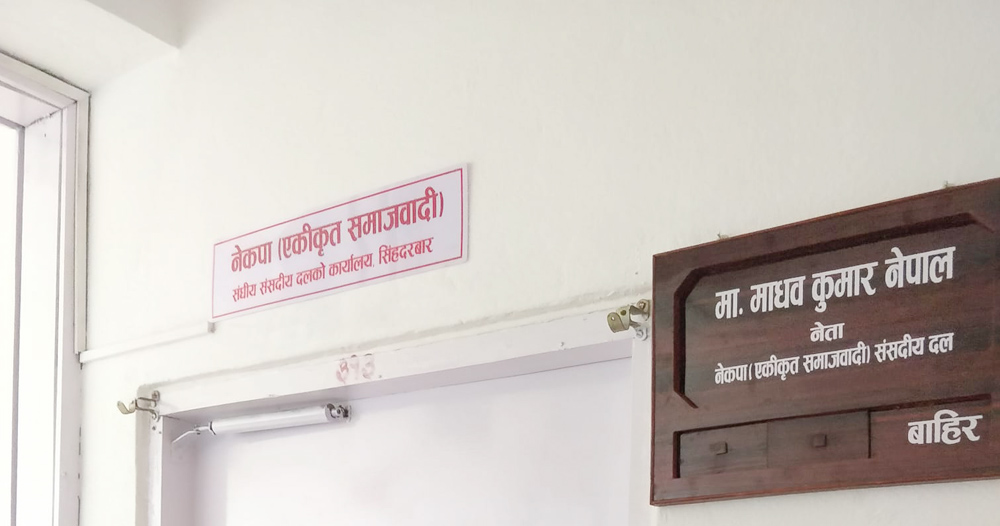 नेकपा (एकीकृत समाजवादी)
संघीय संसदीय दलको कार्यालय, सिंहदरबार
मा. माधव कुमार नेपाल
नेता
नेकपा (एकीकृत समाजवादी) संसदीय दल
बाहिर